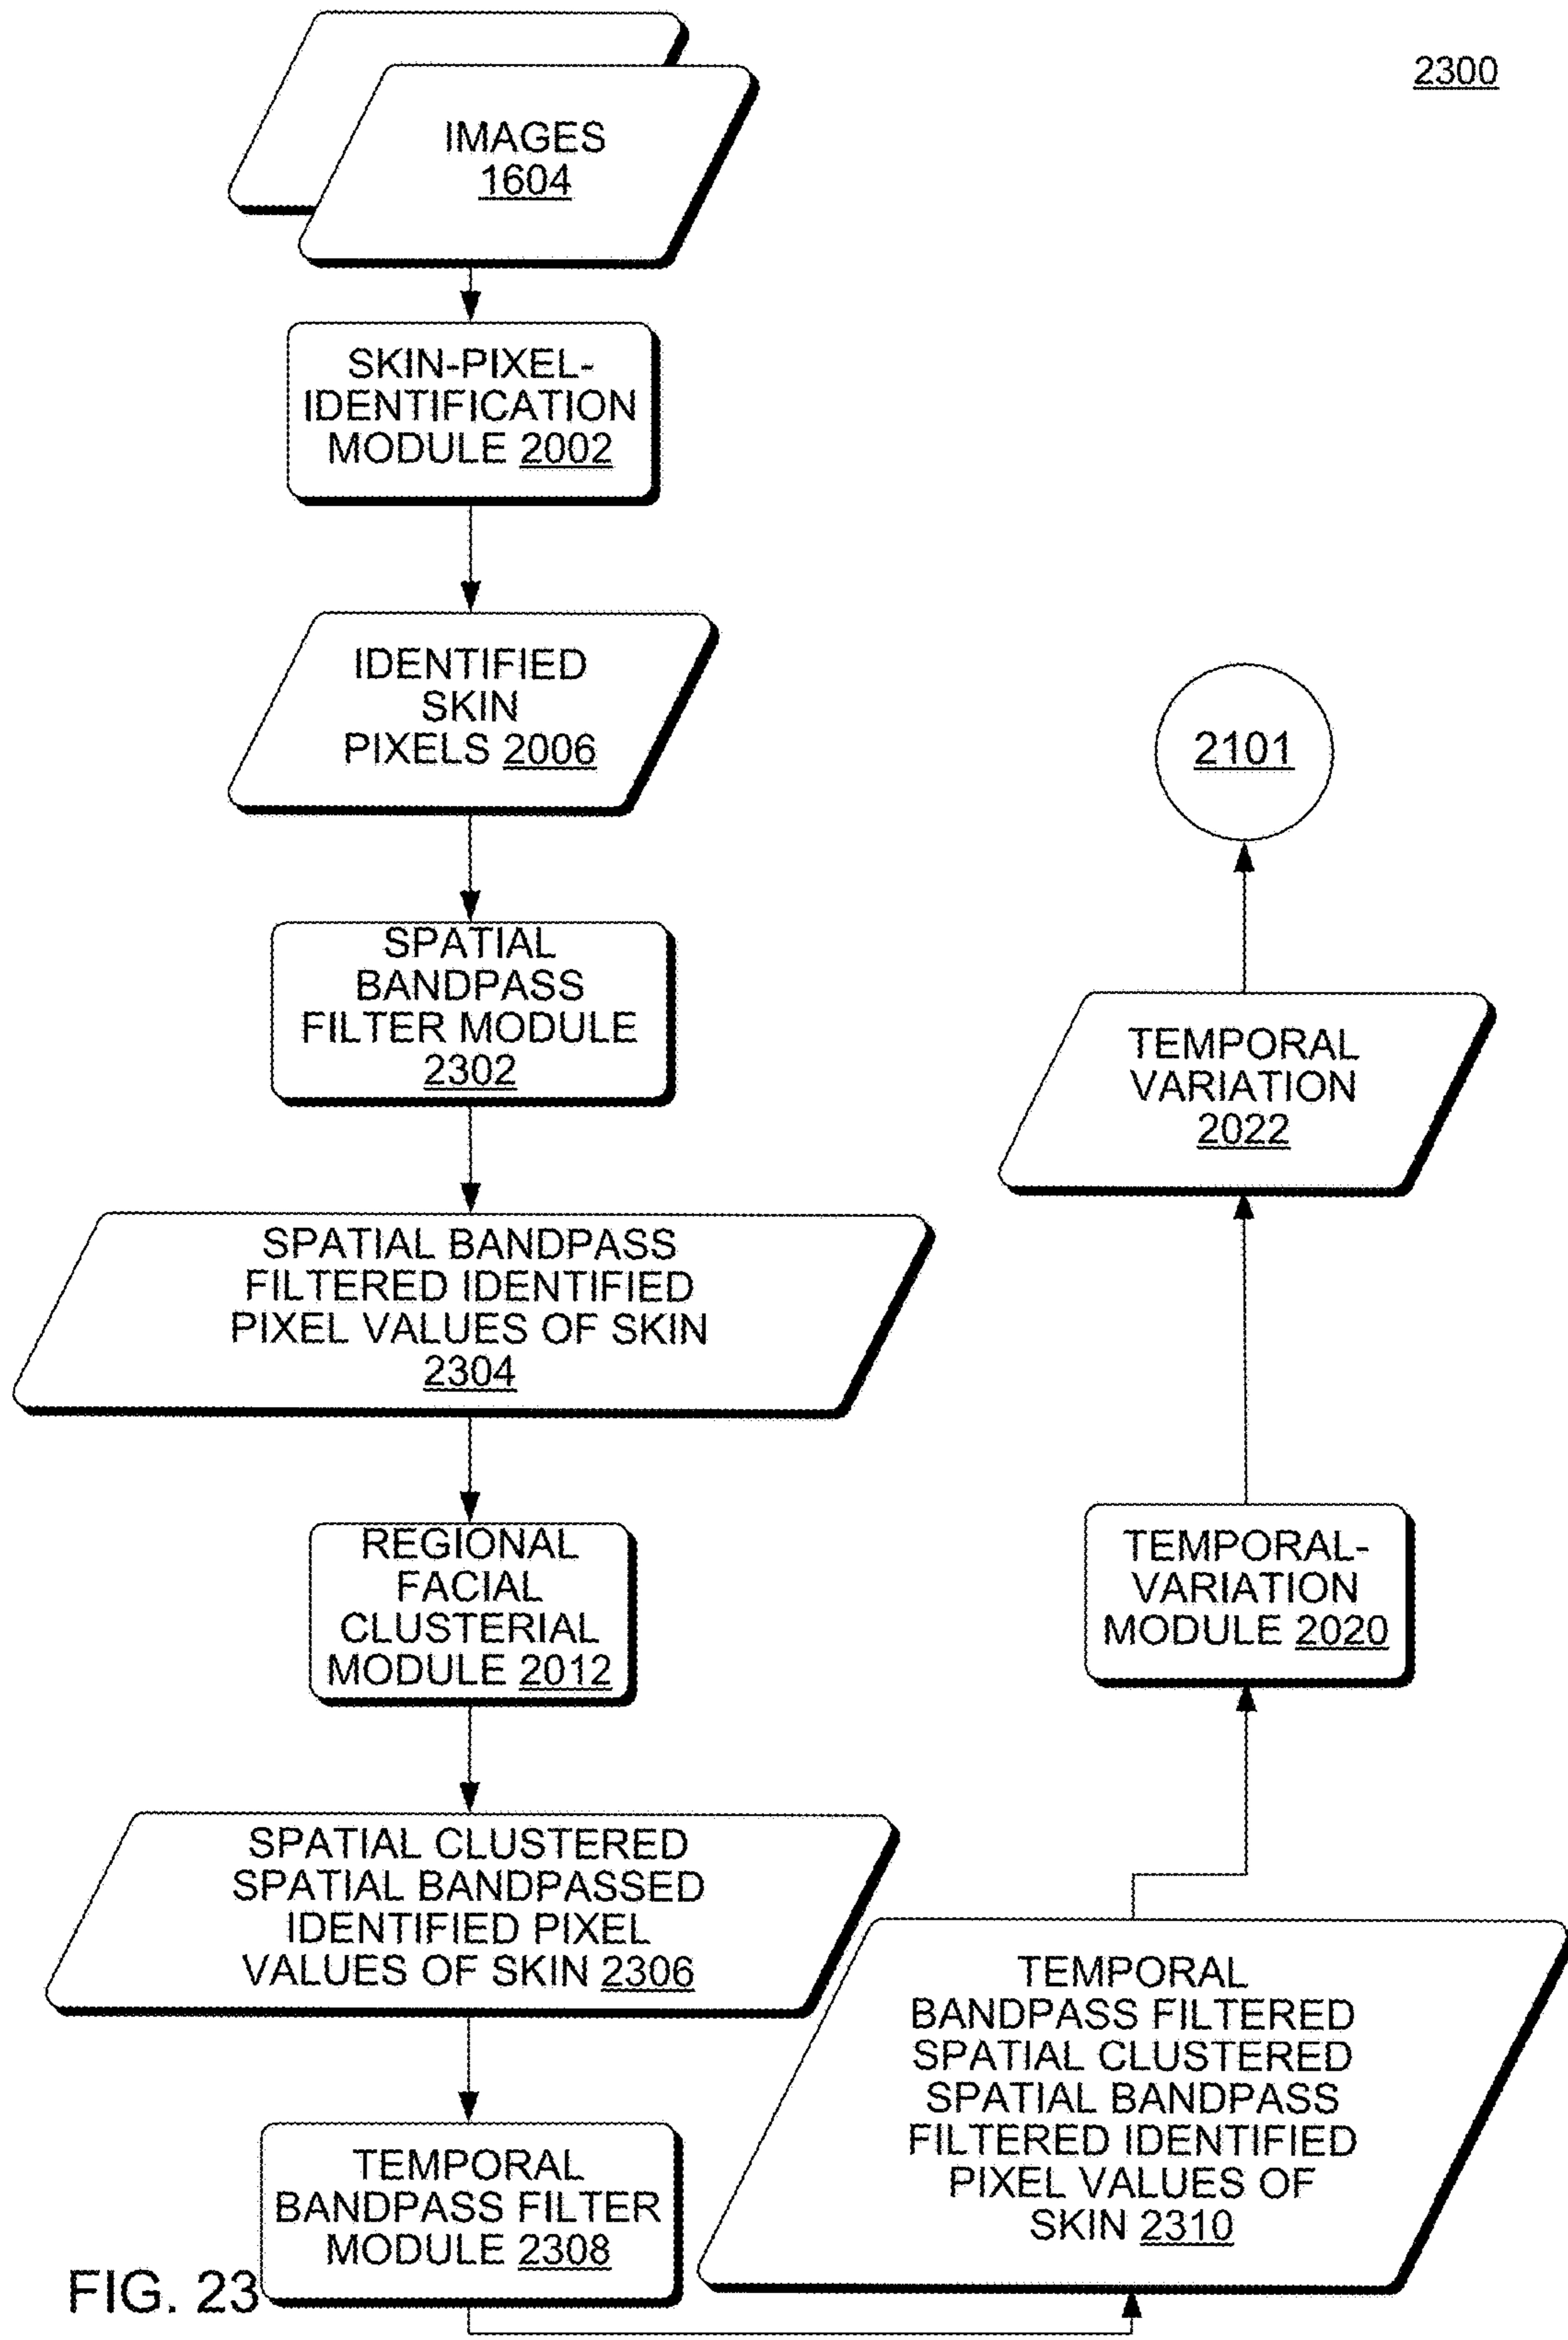 2300
IMAGES
1604
SKIN-PIXEL-
IDENTIFICATION
MODULE 2002
IDENTIFIED
SKIN
PIXELS 2006
SPATIAL
BANDPASS
FILTER MODULE
2302
SPATIAL BANDPASS
FILTERED IDENTIFIED
PIXEL VALUES OF SKIN
2304
REGIONAL
FACIAL
CLUSTERIAL
MODULE 2012
SPATIAL CLUSTERED
SPATIAL BANDPASSED
IDENTIFIED PIXEL
VALUES OF SKIN 2306
TEMPORAL
BANDPASS FILTER
MODULE 2308
TEMPORAL
BANDPASS FILTERED
SPATIAL CLUSTERED
SPATIAL BANDPASS
FILTERED IDENTIFIED
PIXEL VALUES OF
SKIN 2310
TEMPORAL-
VARIATION
MODULE 2020
TEMPORAL
VARIATION
2022
2101
FIG. 23